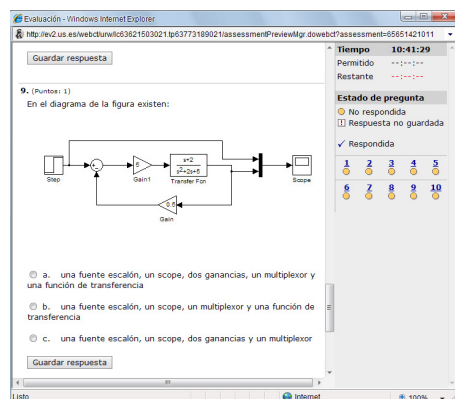 Evaluación - Windows Internet Explorer
http://ev2.us.es/webct/urw/lc63621503021.tp63773189021/assessmentPreviewMgr.dowebct?assessment=65651421011
Guardar respuesta
Tiempo 10:41:29
Permitido --:--:--
Restante --:--:--
Estado de pregunta
No respondida
Respuesta no guardada
Respondida
1 2 3 4 5
6 7 8 9 10
9. (Puntos: 1)
En el diagrama de la figura existen:
Step
6
Gain1
s+2
s²+2s+5
Transfer Fcn
Scope
0.5
Gain
a. una fuente escalón, un scope, dos ganancias, un multiplexor y
una función de transferencia
b. una fuente escalón, un scope, un multiplexor y una función de
transferencia
c. una fuente escalón, un scope, dos ganancias y un multiplexor
Guardar respuesta
Listo
Internet
100%